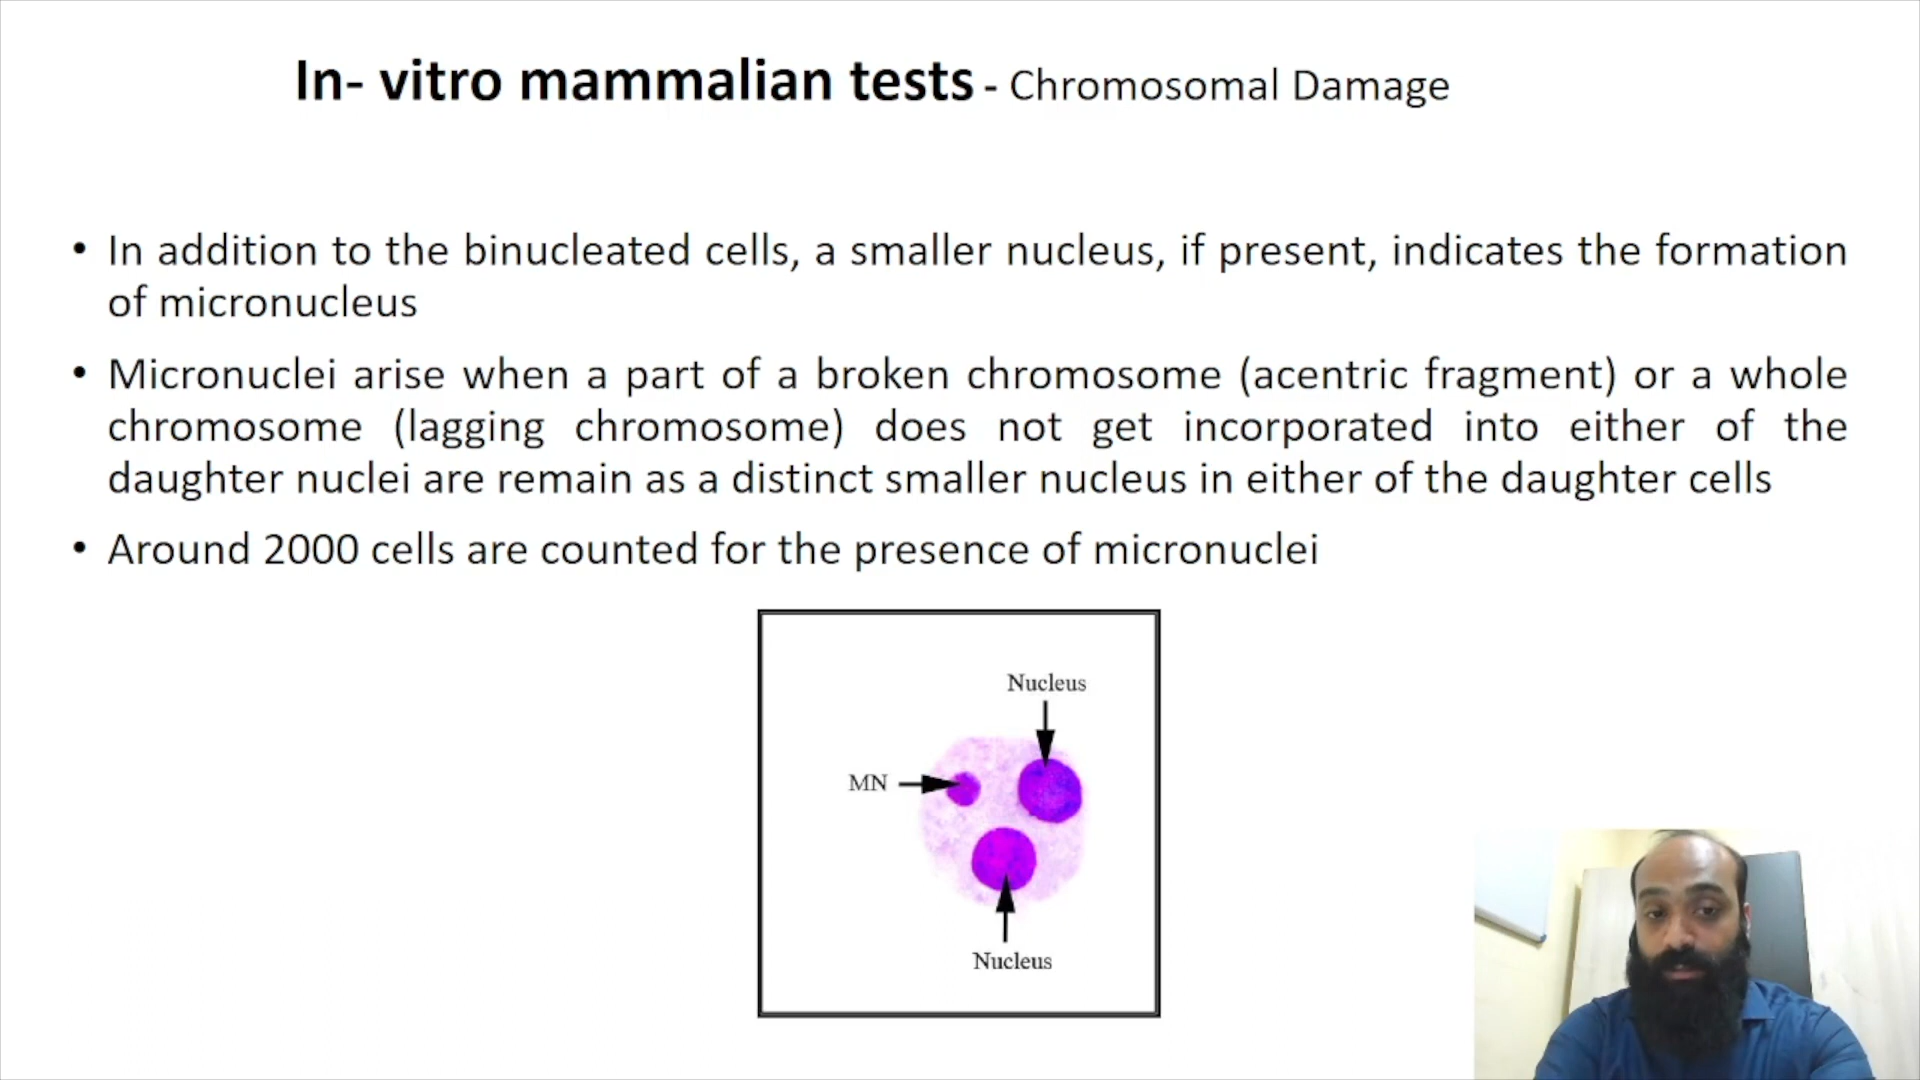 In- vitro mammalian tests - Chromosomal Damage
• In addition to the binucleated cells, a smaller nucleus, if present, indicates the formation
of micronucleus
• Micronuclei arise when a part of a broken chromosome (acentric fragment) or a whole
chromosome (lagging chromosome) does not get incorporated into either of the
daughter nuclei are remain as a distinct smaller nucleus in either of the daughter cells
• Around 2000 cells are counted for the presence of micronuclei
Nucleus
MN
Nucleus